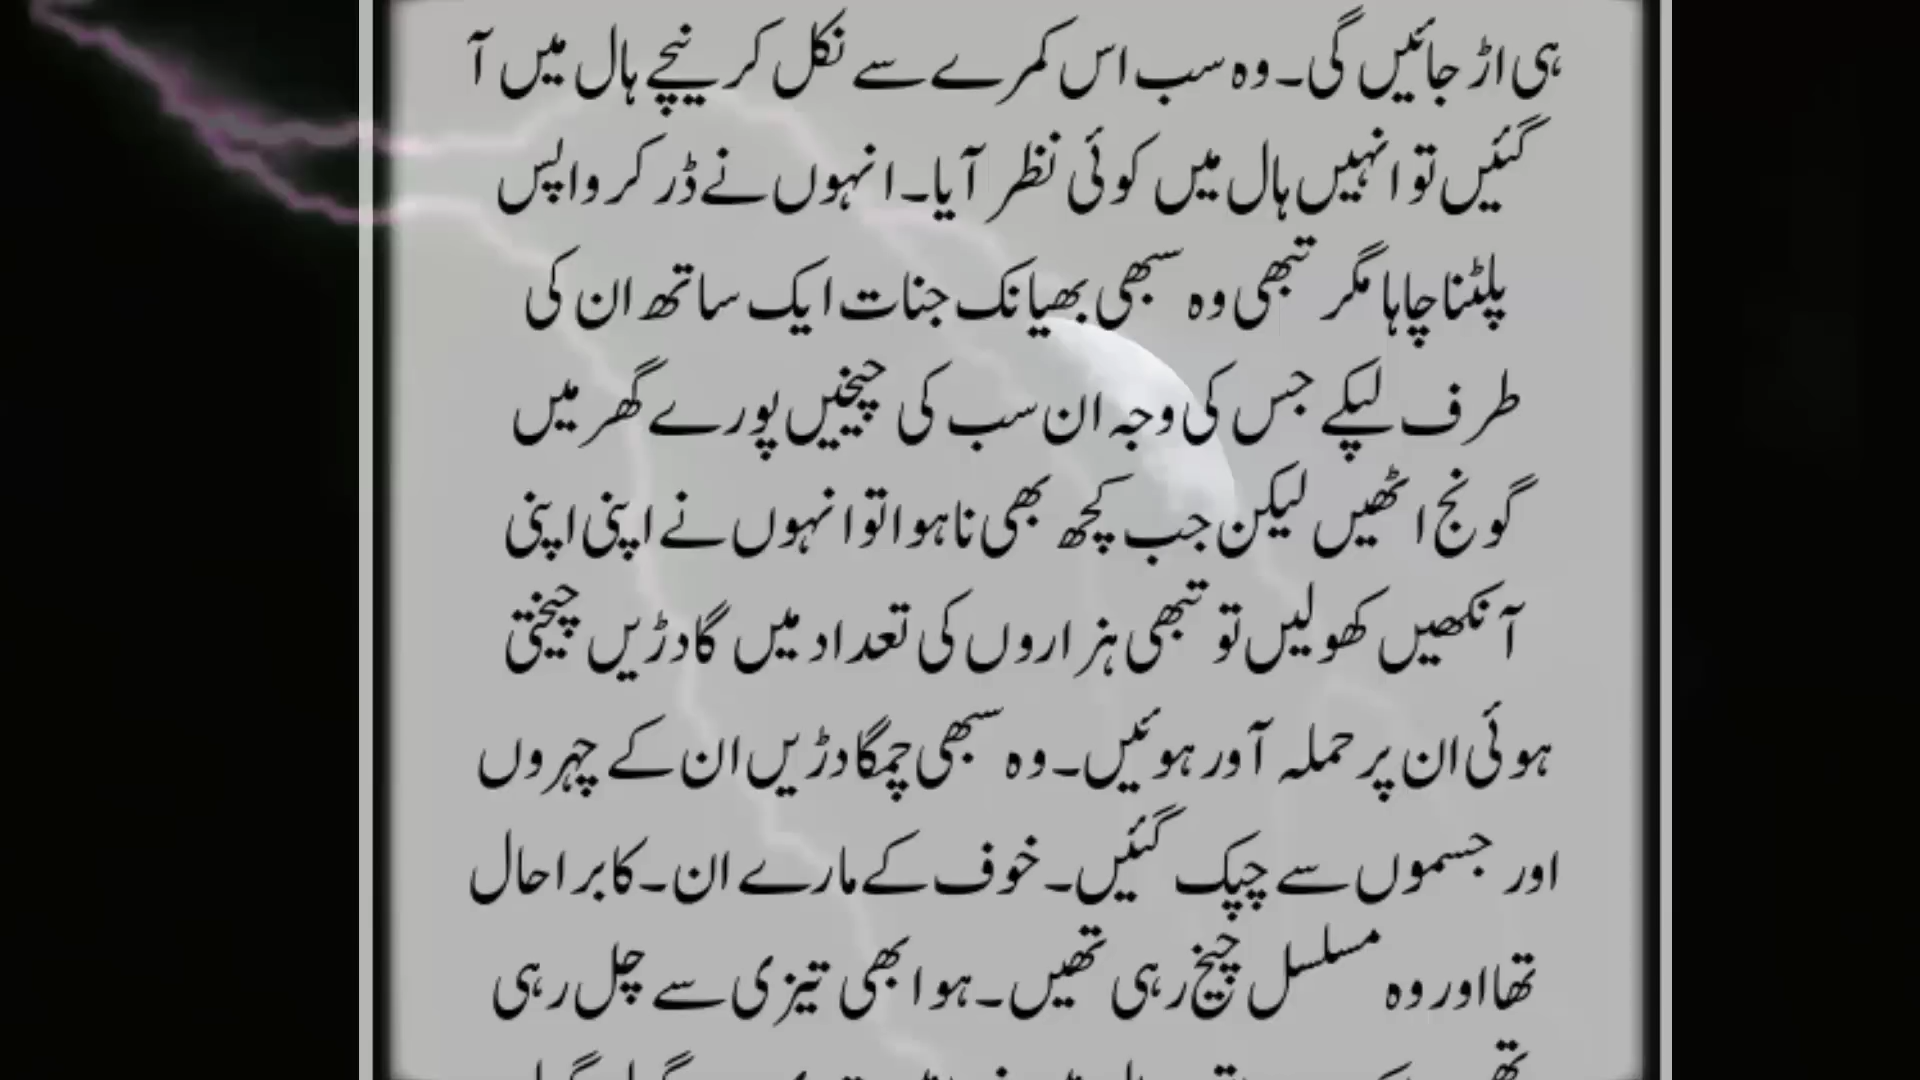 ہی اڑ جائیں گی۔ وہ سب اس کمرے سے نکل کر نیچے ہال میں آ
گئیں تو انہیں ہال میں کوئی نظر آیا۔ انہوں نے ڈر کر واپس
پلٹنا چاہا مگر تبھی وہ سبھی بھیانک جنات ایک ساتھ ان کی
طرف لپکے جس کی وجہ ان سب کی چیخیں پورے گھر میں
گونج اٹھیں لیکن جب کچھ بھی نا ہوا تو انہوں نے اپنی اپنی
آنکھیں کھولیں تو تبھی ہزاروں کی تعداد میں گادڑیں چیختی
ہوئی ان پر حملہ آور ہوئیں۔ وہ سبھی چمگادڑیں ان کے چہروں
اور جسموں سے چپک گئیں۔ خوف کے مارے ان۔ کا برا حال
تھا اور وہ مسلسل چیخ رہی تھیں۔ ہوا بھی تیزی سے چل رہی